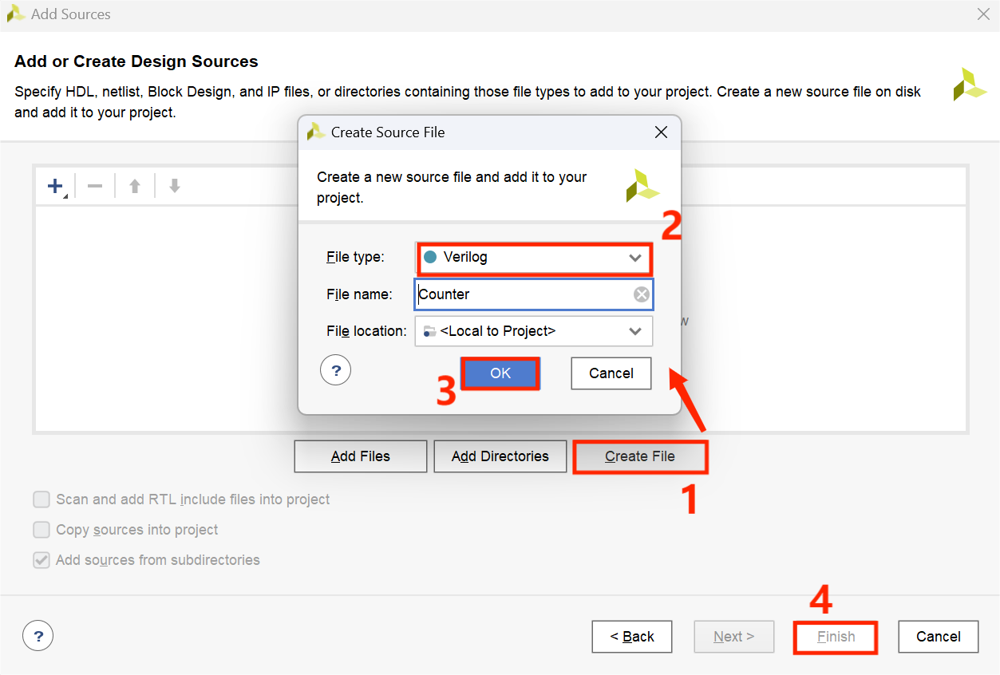 Add Sources
Add or Create Design Sources
Specify HDL, netlist, Block Design, and IP files, or directories containing those file types to add to your project. Create a new source file on disk
and add it to your project.
Create Source File
Create a new source file and add it to your
project.
2
File type: Verilog
File name: Counter
File location: <Local to Project>
w
? OK Cancel
3
Add Files Add Directories Create File
1
Scan and add RTL include files into project
Copy sources into project
Add sources from subdirectories
4
? < Back Next > Finish Cancel